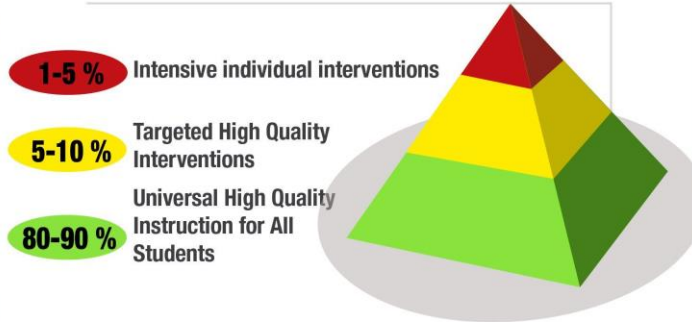 1-5 %
Intensive individual interventions
5-10 %
Targeted High Quality
Interventions
80-90 %
Universal High Quality
Instruction for All
Students